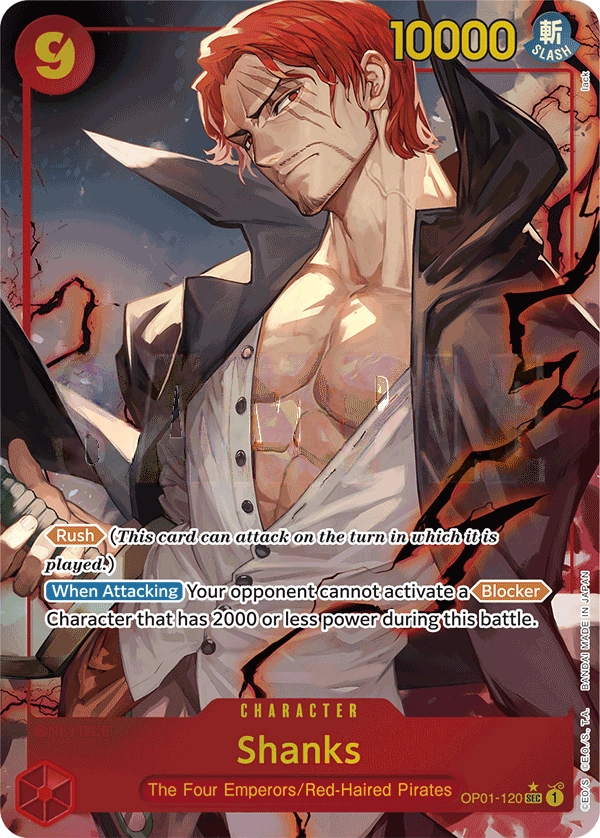 9
10000
斬
SLASH
lack
Rush (This card can attack on the turn in which it is
played.)
When Attacking Your opponent cannot activate a Blocker
Character that has 2000 or less power during this battle.
BANDAI MADE IN JAPAN
©EO/S ©E.O./S., T.A.
CHARACTER
Shanks
The Four Emperors/Red-Haired Pirates
OP01-120 SEC ★ 1